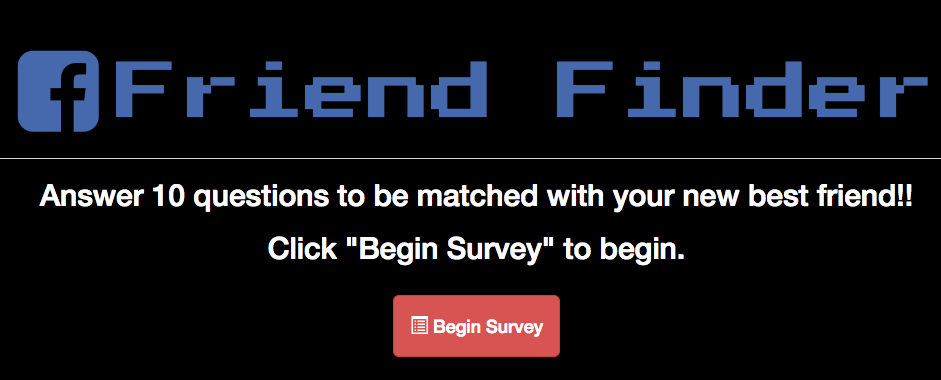 Friend Finder
Answer 10 questions to be matched with your new best friend!!
Click "Begin Survey" to begin.
Begin Survey